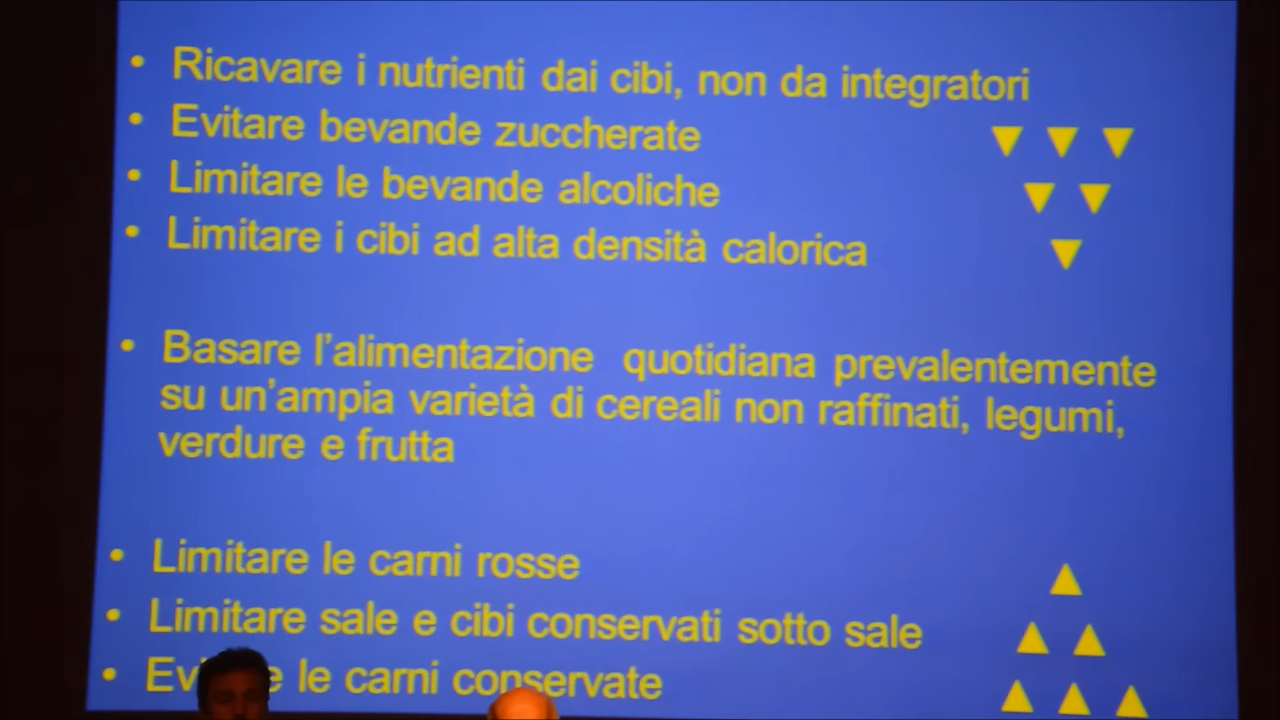 • Ricavare i nutrienti dai cibi, non da integratori
• Evitare bevande zuccherate
• Limitare le bevande alcoliche
• Limitare i cibi ad alta densità calorica
• Basare l'alimentazione quotidiana prevalentemente
su un'ampia varietà di cereali non raffinati, legumi,
verdure e frutta
• Limitare le carni rosse
• Limitare sale e cibi conservati sotto sale
• le carni conservate